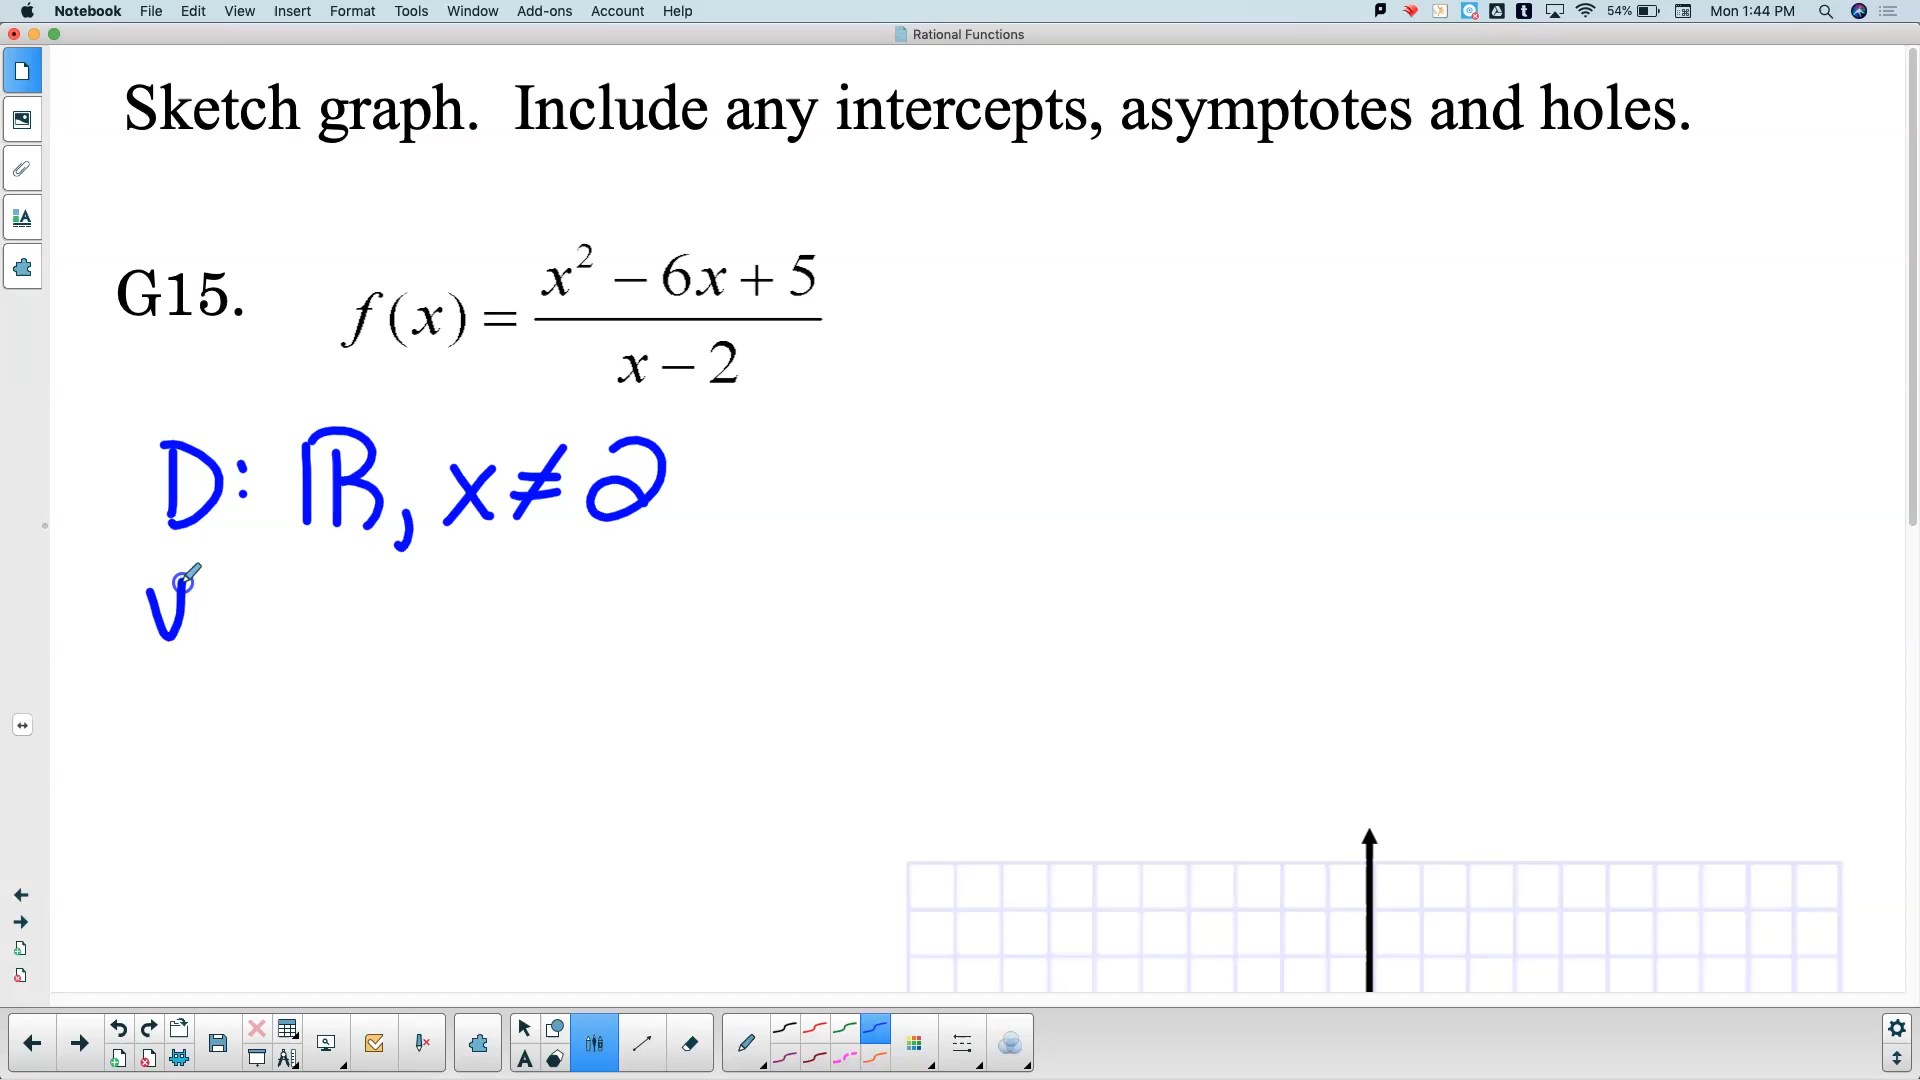 Notebook File Edit View Insert Format Tools Window Add-ons Account Help 54% Mon 1:44 PM
Rational Functions
Sketch graph. Include any intercepts, asymptotes and holes.
G15. f(x) = (x² − 6x + 5)/(x − 2)
D: ℝ, x ≠ 2
V